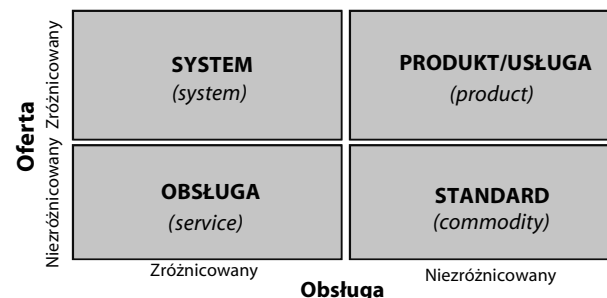 SYSTEM
(system)
PRODUKT/USŁUGA
(product)
OBSŁUGA
(service)
STANDARD
(commodity)
Oferta
Zróżnicowany
Niezróżnicowany
Zróżnicowany
Niezróżnicowany
Obsługa